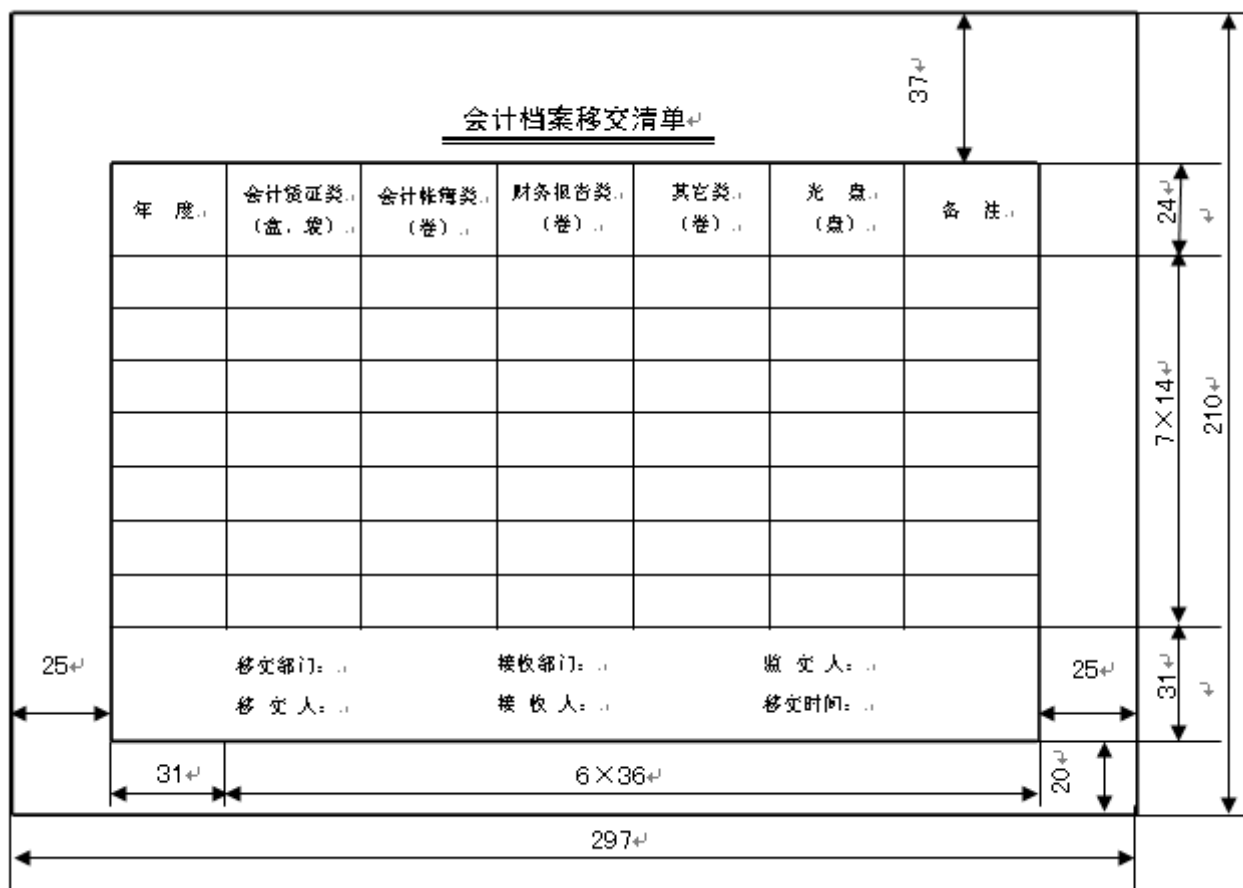 37
会计档案移交清单
年 度 会计凭证类 会计帐簿类 财务报告类 其它类 光 盘 备 注
（盒、袋） （卷） （卷） （卷） （盘）
24
7×14
210
移交部门： 接收部门： 监 交 人：
移 交 人： 接 收 人： 移交时间：
25
25
31
31
6×36
20
297